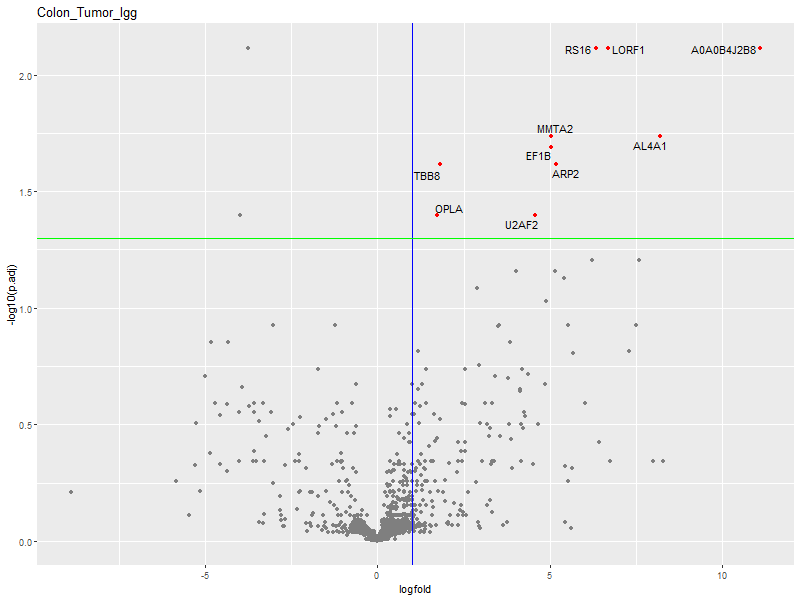 Colon_Tumor_Igg
RS16 LORF1 A0A0B4J2B8
MMTA2
AL4A1
EF1B
TBB8 ARP2
OPLA
U2AF2
-log10(p.adj)
2.0
1.5
1.0
0.5
0.0
-5 0 5 10
logfold